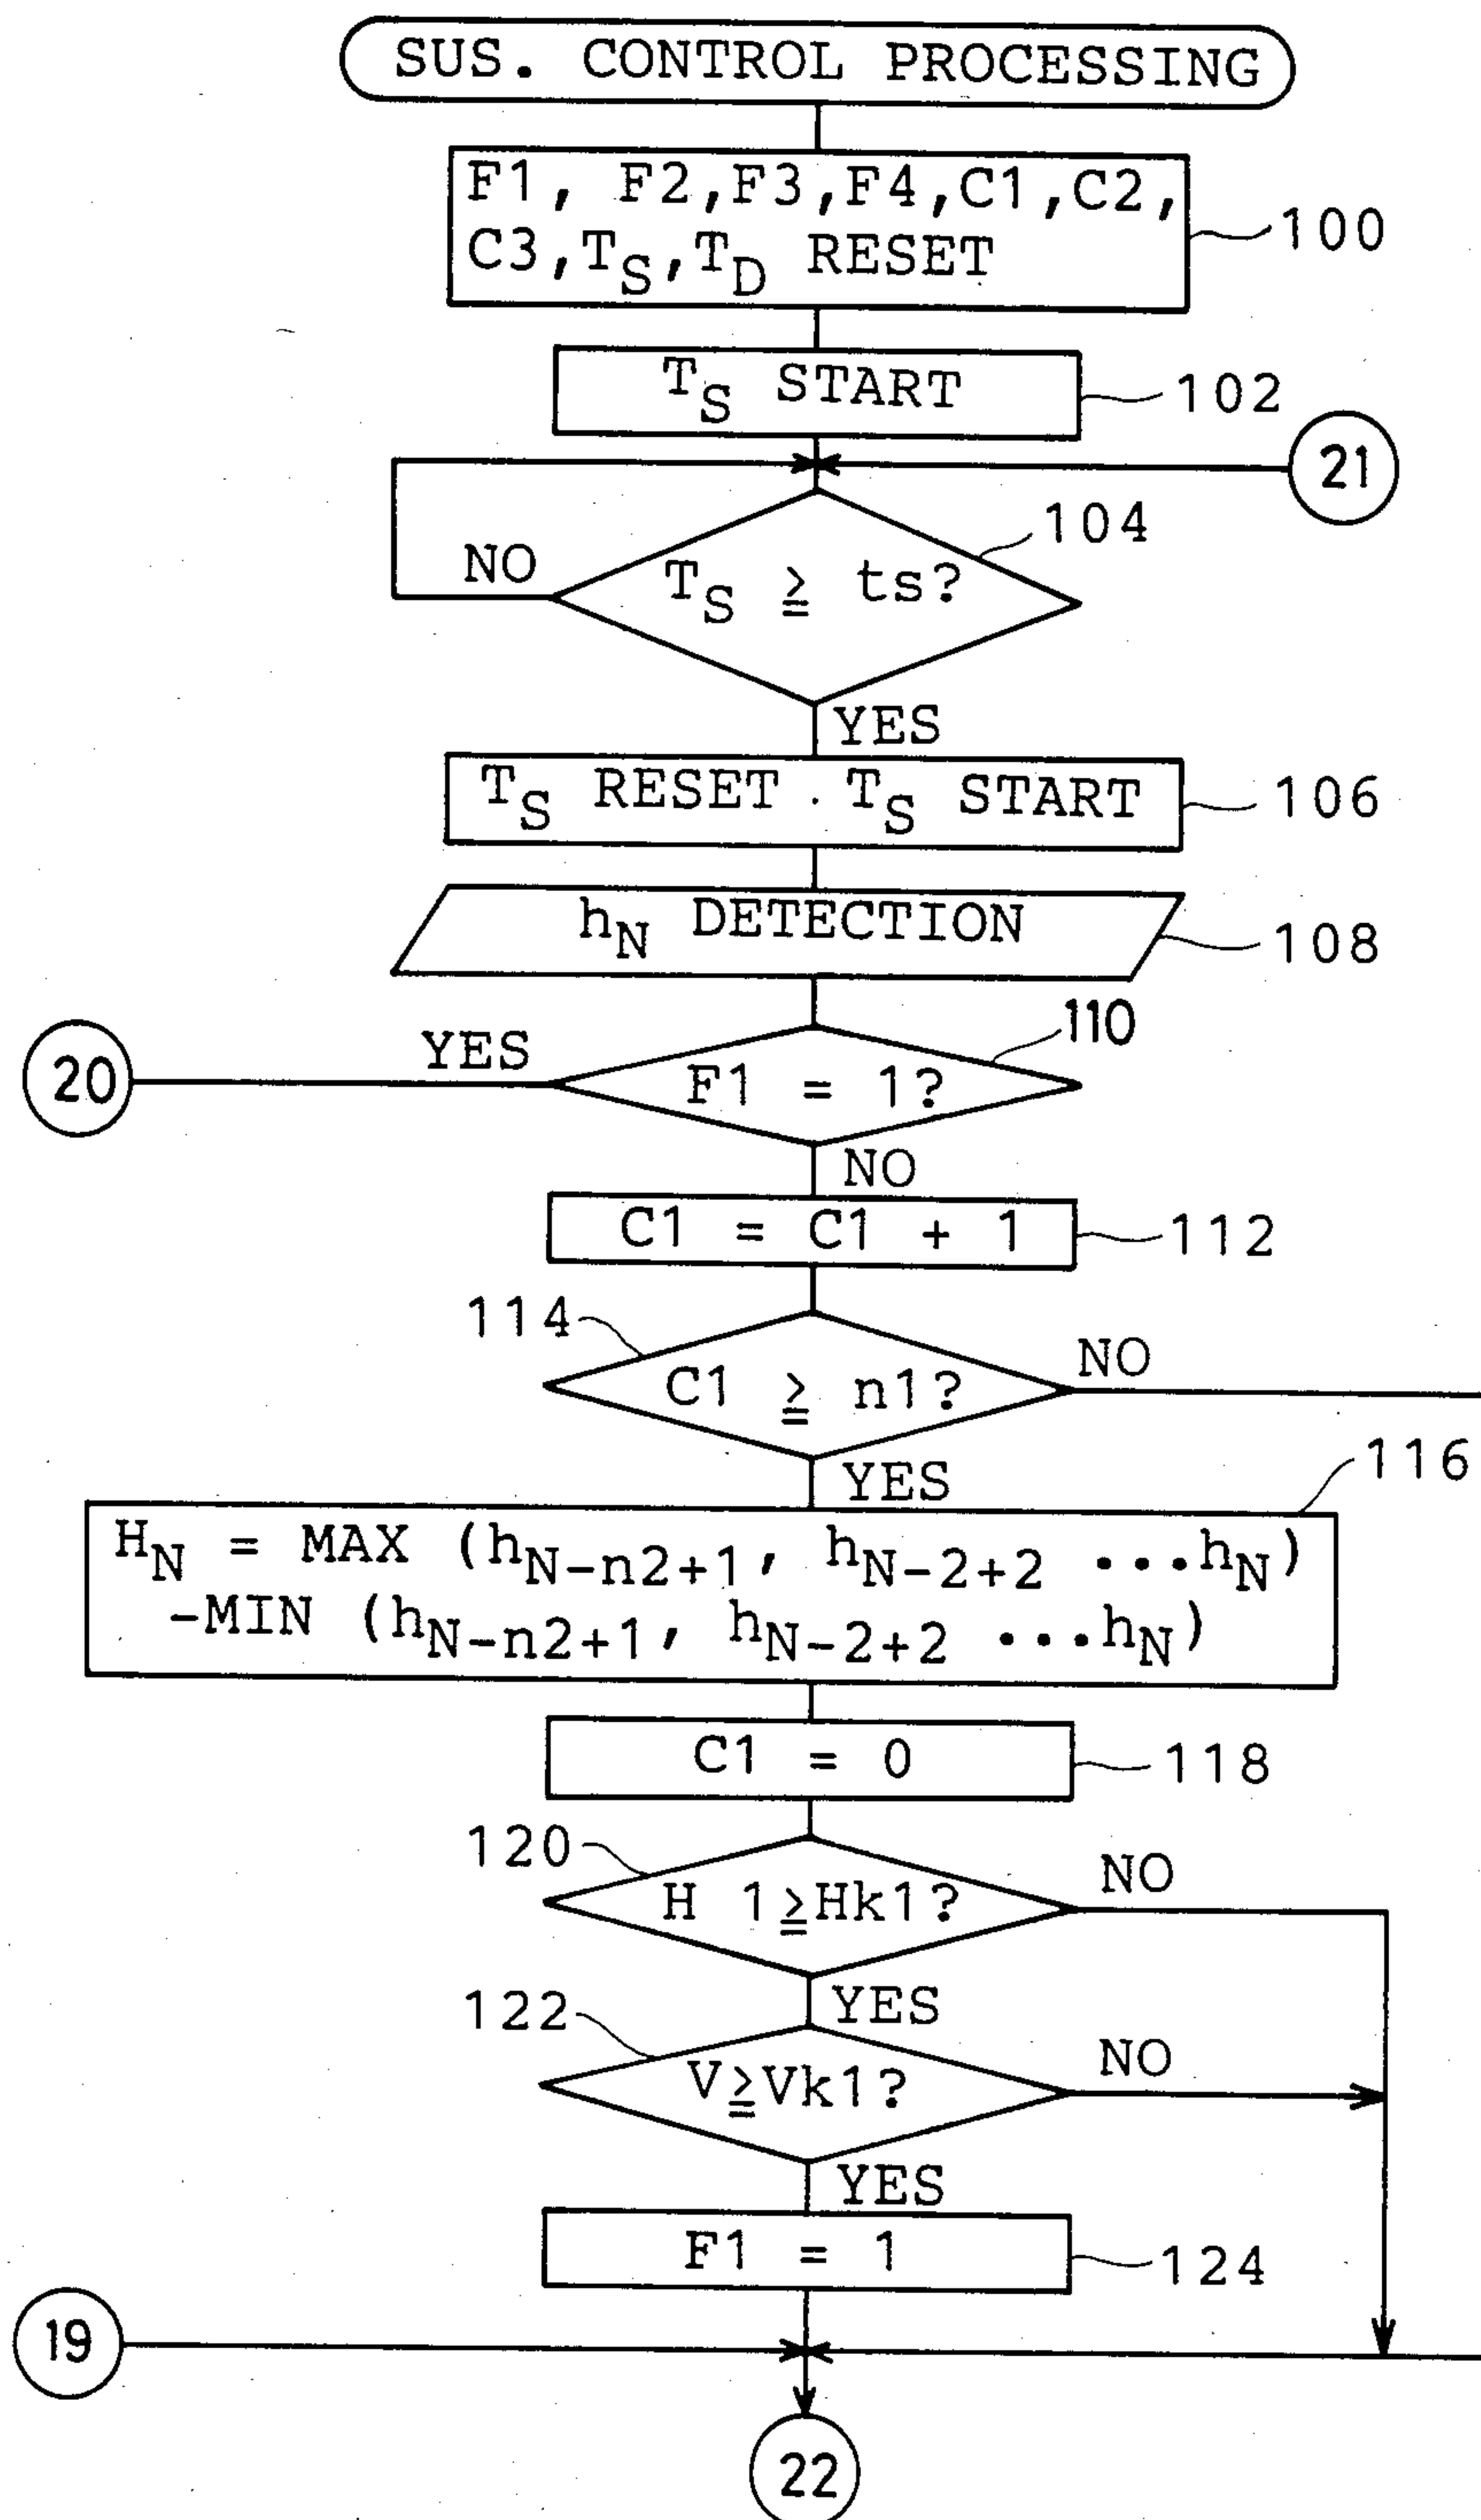 SUS. CONTROL PROCESSING
F1, F2,F3,F4,C1,C2,
C3,TS,TD RESET
100
TS START
102
21
104
NO
TS ≧ ts?
YES
TS RESET . TS START
106
hN DETECTION
108
110
YES
20
F1 = 1?
NO
C1 = C1 + 1
112
114
NO
C1 ≧ n1?
116
YES
HN = MAX (hN-n2+1, hN-2+2 ...hN)
-MIN (hN-n2+1, hN-2+2 ...hN)
C1 = 0
118
120
NO
H 1≧Hk1?
YES
122
NO
V≧Vk1?
YES
F1 = 1
124
19
22